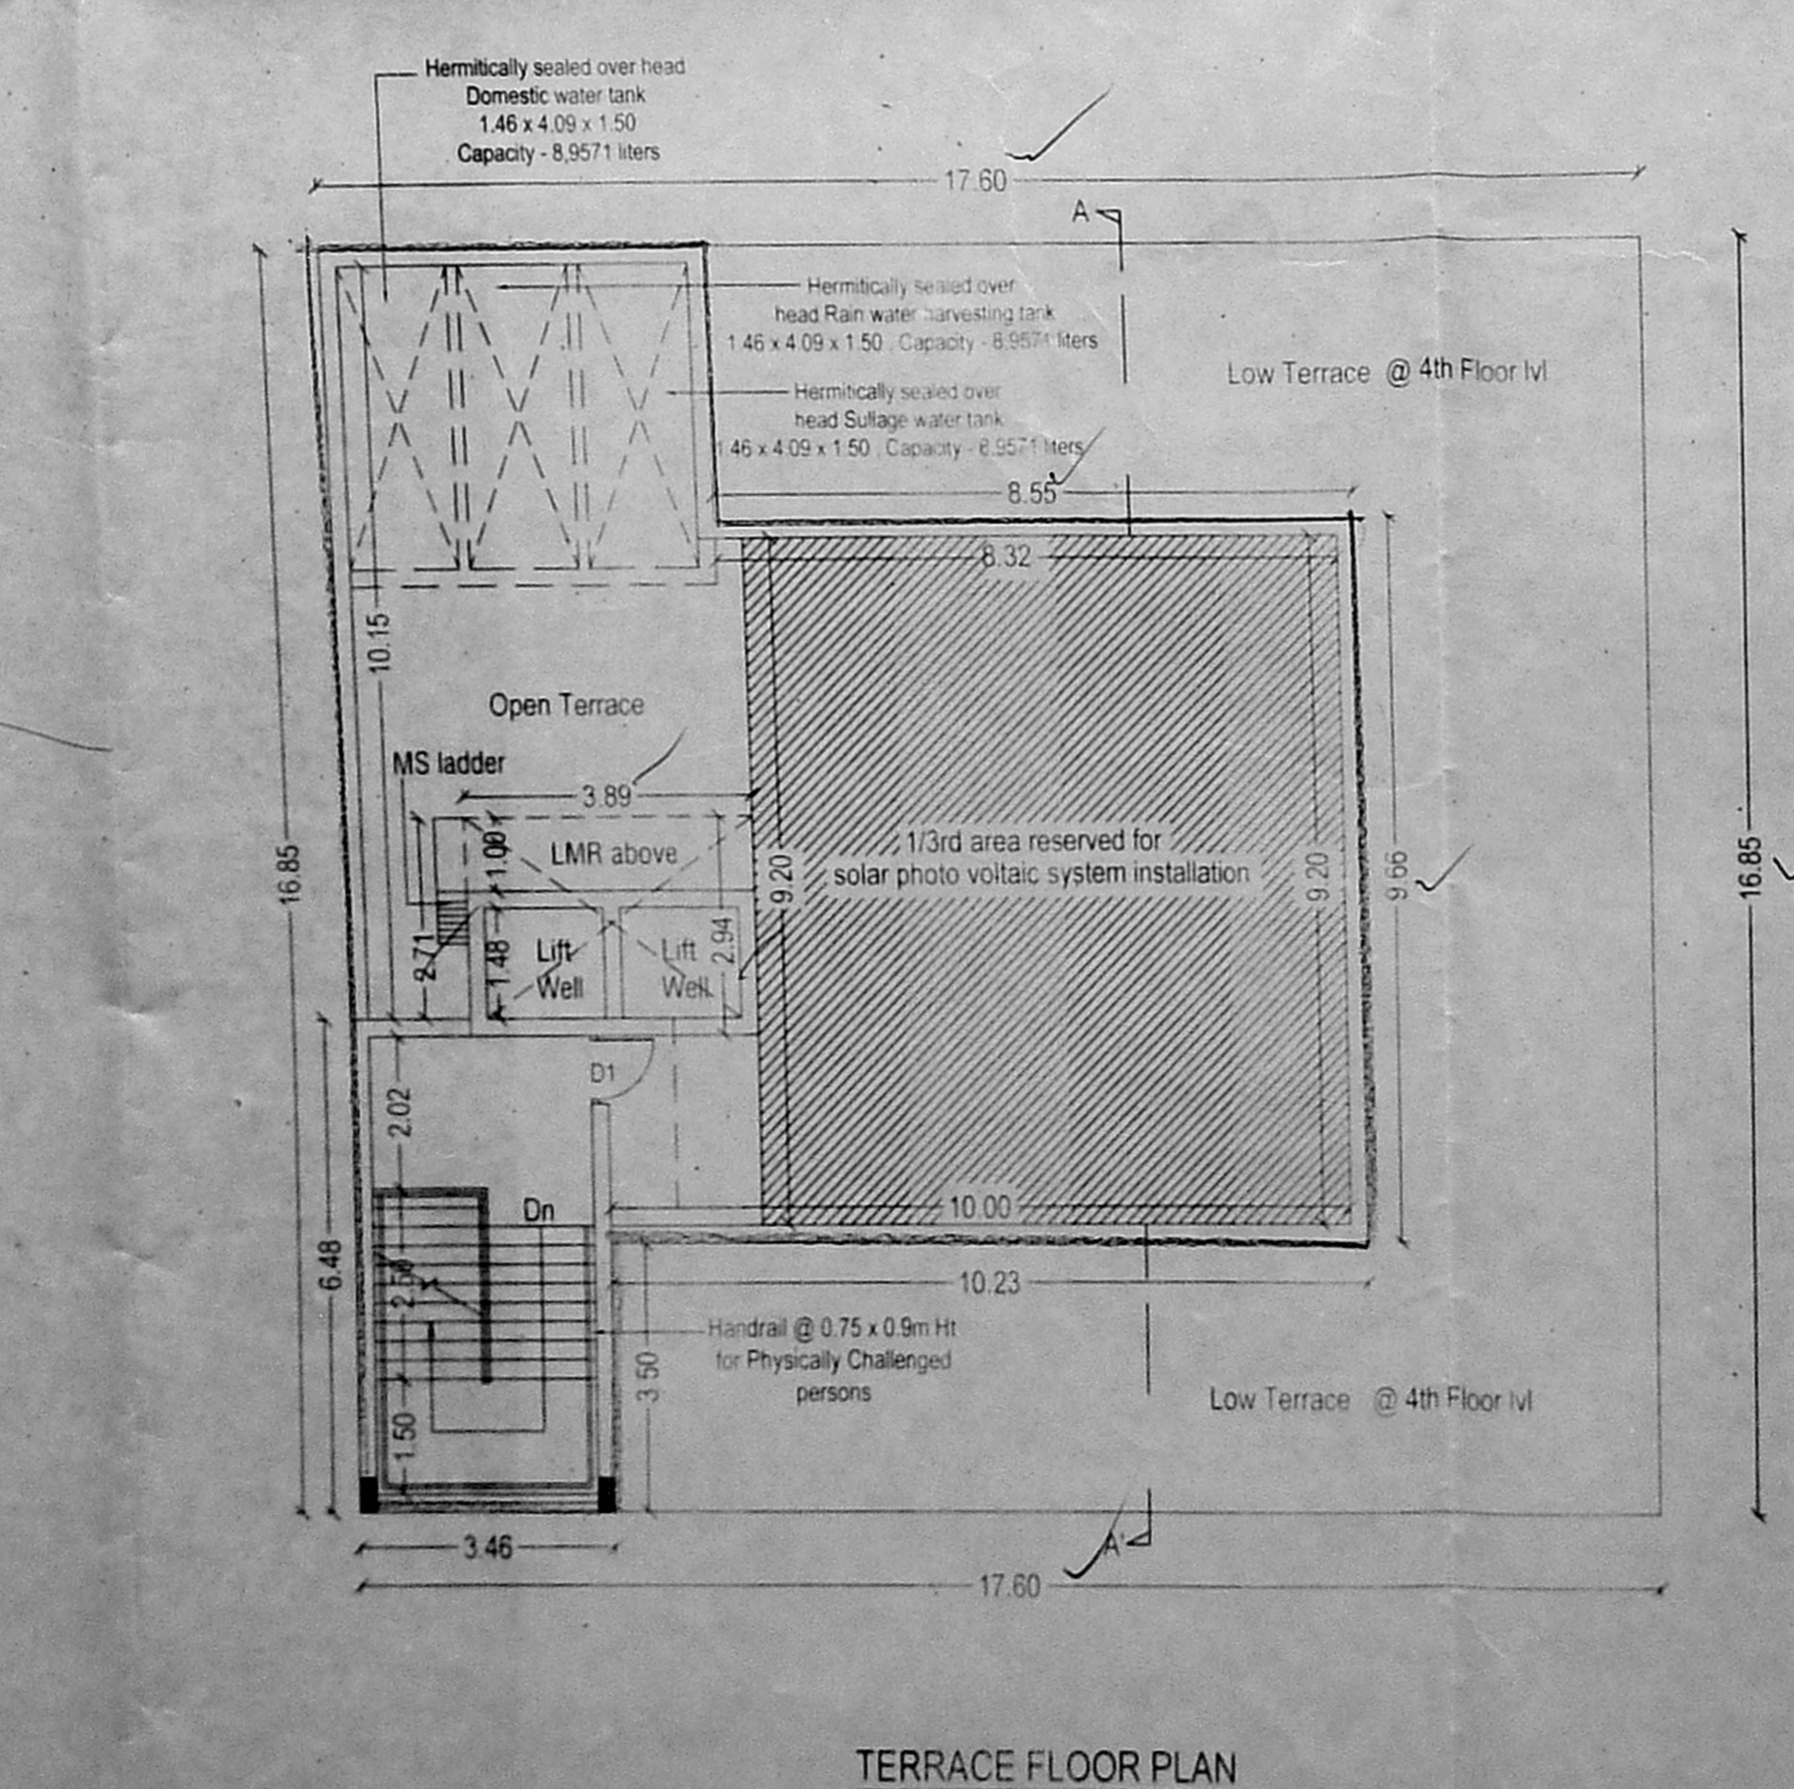 Hermitically sealed over head
Domestic water tank
1.46 x 4.09 x 1.50
Capacity - 8,9571 liters
17.60
A
Hermitically sealed over
head Rain water harvesting tank
1.46 x 4.09 x 1.50 . Capacity - 8.9571 liters
Low Terrace @ 4th Floor lvl
Hermitically sealed over
head Sullage water tank
1.46 x 4.09 x 1.50 . Capacity - 8.9571 liters
8.55
8.32
10.15
Open Terrace
MS ladder
3.89
1.00
LMR above
1/3rd area reserved for
solar photo voltaic system installation
16.85
9.20
9.20
9.66
16.85
2.71
1.48
Lift
Well
Lift
Well
2.94
D1
2.02
Dn
10.00
6.48
2.50
10.23
Handrail @ 0.75 x 0.9m Ht
for Physically Challenged
persons
3.50
Low Terrace @ 4th Floor lvl
1.50
A'
3.46
17.60
TERRACE FLOOR PLAN